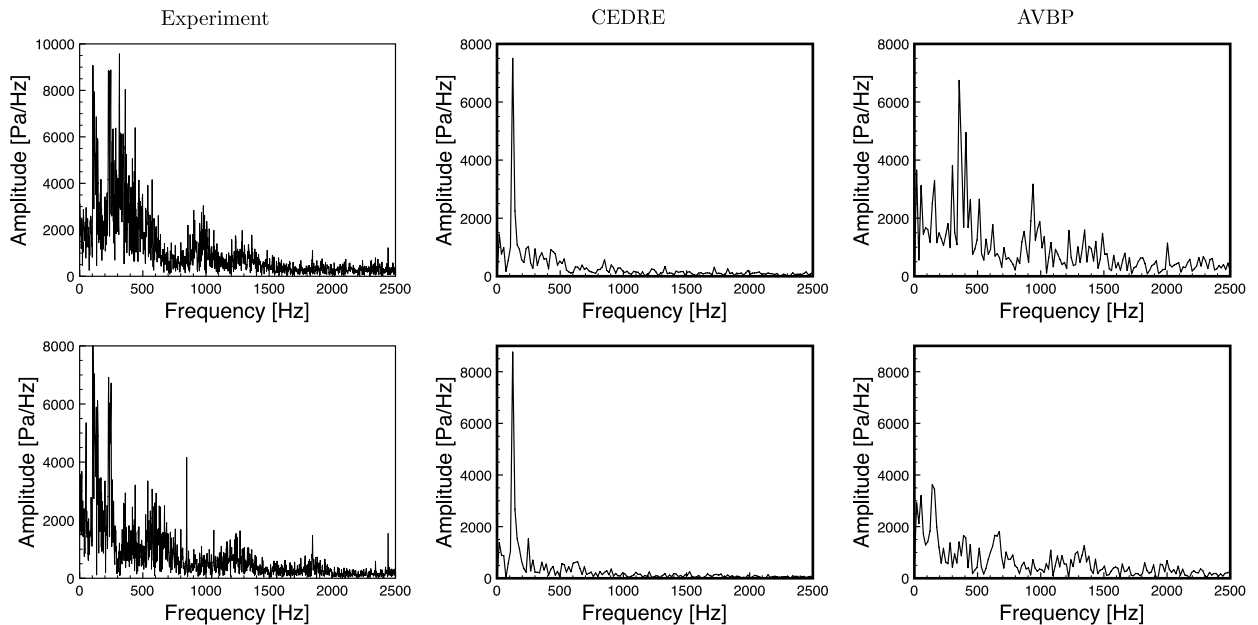 Experiment CEDRE AVBP
10000 8000 8000
8000 6000 6000
6000 4000 4000
4000 2000 2000
2000
0 0 0
0 500 1000 1500 2000 2500 0 500 1000 1500 2000 2500 0 500 1000 1500 2000 2500
Frequency [Hz] Frequency [Hz] Frequency [Hz]
Amplitude [Pa/Hz] Amplitude [Pa/Hz] Amplitude [Pa/Hz]
8000 8000 8000
6000 6000 6000
4000 4000 4000
2000 2000 2000
0 0 0
0 500 1000 1500 2000 2500 0 500 1000 1500 2000 2500 0 500 1000 1500 2000 2500
Frequency [Hz] Frequency [Hz] Frequency [Hz]
Amplitude [Pa/Hz] Amplitude [Pa/Hz] Amplitude [Pa/Hz]